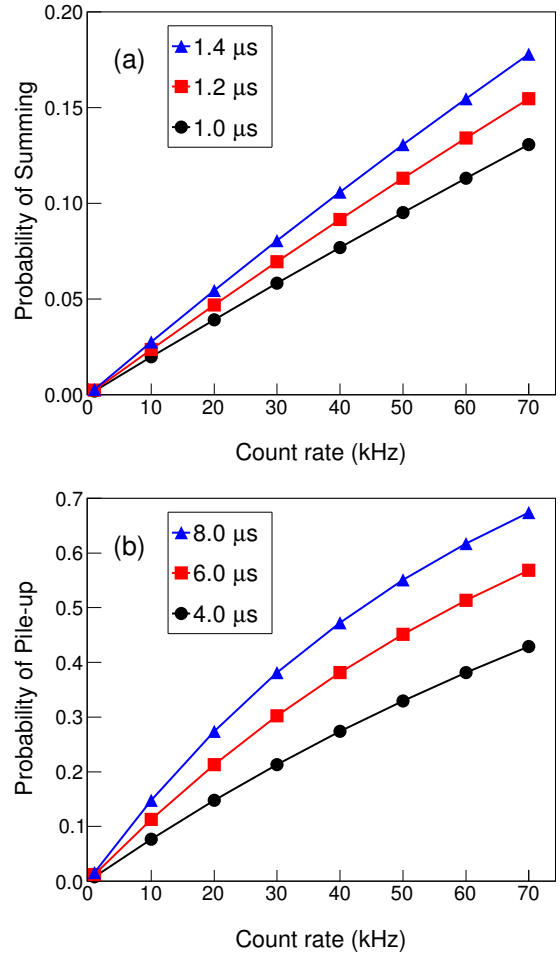 0.20
0.15
0.10
0.05
0.00
Probability of Summing
(a)
1.4 μs
1.2 μs
1.0 μs
0 10 20 30 40 50 60 70
Count rate (kHz)
0.7
0.6
0.5
0.4
0.3
0.2
0.1
0.0
Probability of Pile-up
(b)
8.0 μs
6.0 μs
4.0 μs
0 10 20 30 40 50 60 70
Count rate (kHz)